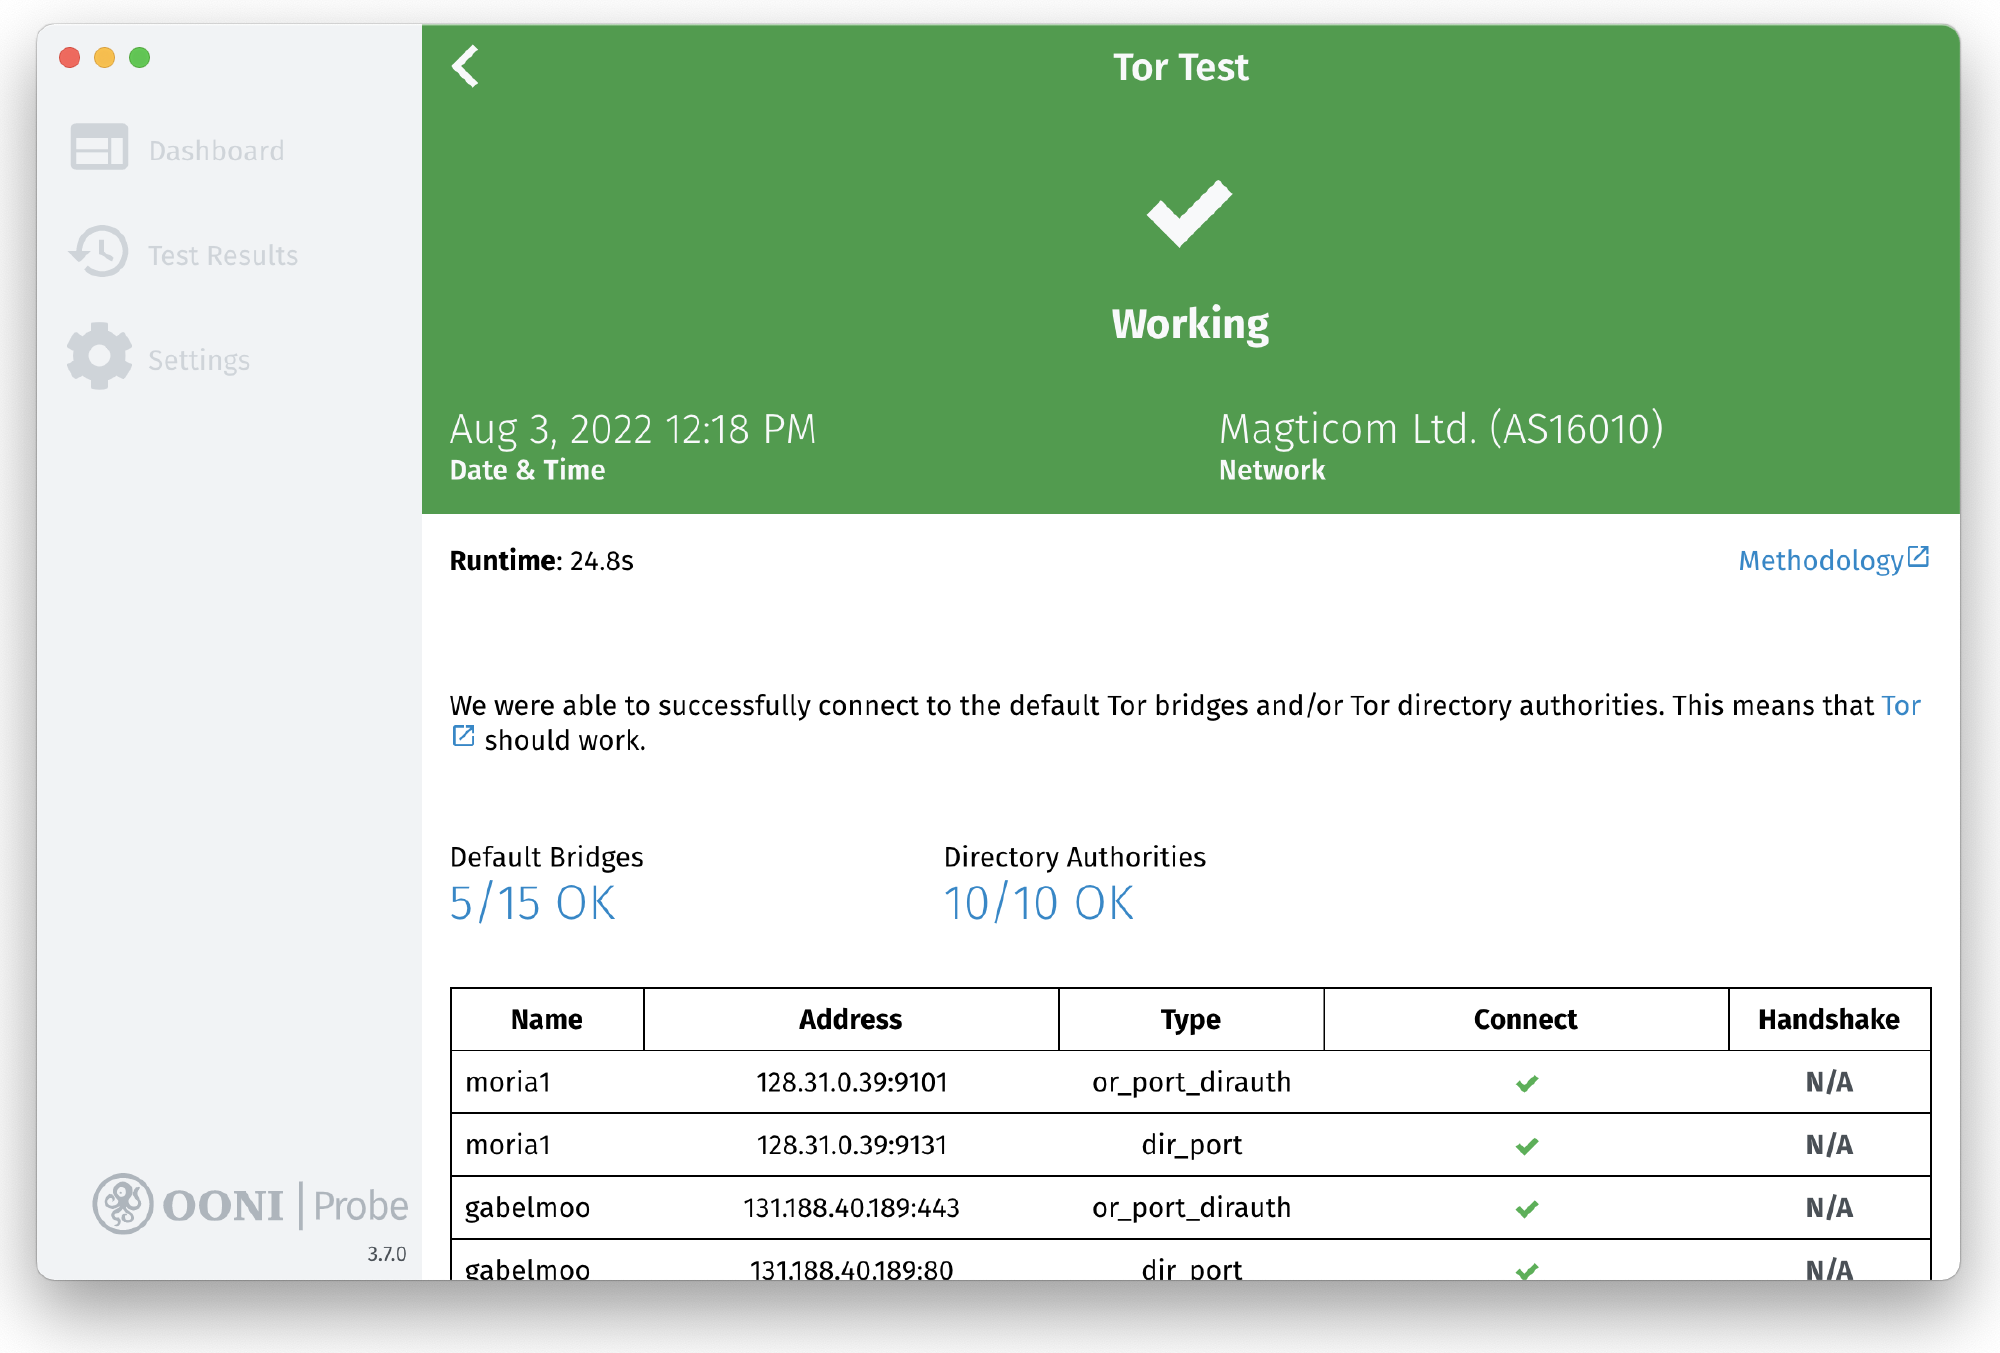 Tor Test
Dashboard
Test Results
Settings
Working
Aug 3, 2022 12:18 PM
Date & Time
Magticom Ltd. (AS16010)
Network
Runtime: 24.8s
Methodology
We were able to successfully connect to the default Tor bridges and/or Tor directory authorities. This means that Tor
should work.
Default Bridges
5/15 OK
Directory Authorities
10/10 OK
Name Address Type Connect Handshake
moria1 128.31.0.39:9101 or_port_dirauth N/A
moria1 128.31.0.39:9131 dir_port N/A
gabelmoo 131.188.40.189:443 or_port_dirauth N/A
gabelmoo 131.188.40.189:80 dir_port N/A
OONI | Probe
3.7.0